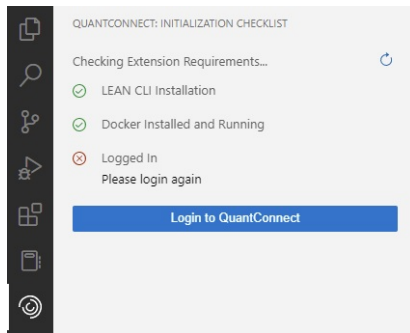 QUANTCONNECT: INITIALIZATION CHECKLIST
Checking Extension Requirements...
LEAN CLI Installation
Docker Installed and Running
Logged In
Please login again
Login to QuantConnect